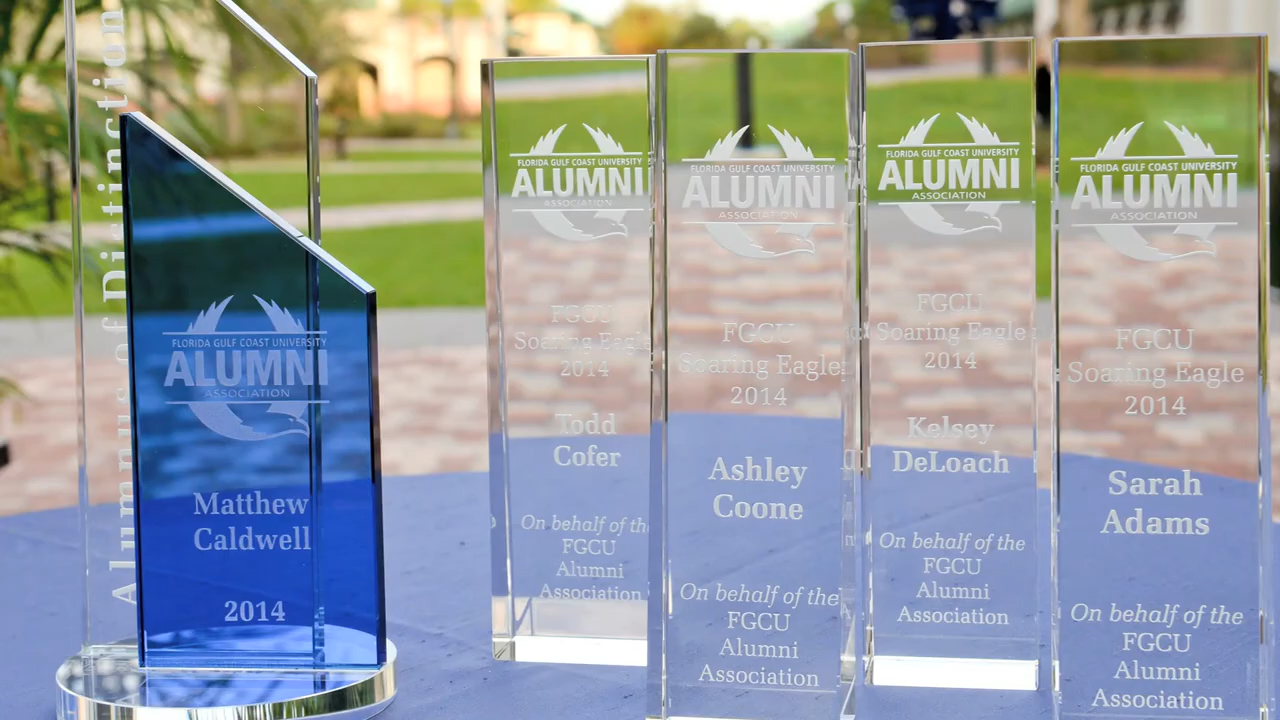 Alumnus of Distinction
FLORIDA GULF COAST UNIVERSITY
ALUMNI
ASSOCIATION
Matthew
Caldwell
2014
FLORIDA GULF COAST UNIVERSITY
ALUMNI
ASSOCIATION
FGCU
Soaring Eagle
2014
Todd
Cofer
On behalf of th
FGCU
Alumni
Association
FLORIDA GULF COAST UNIVERSITY
ALUMNI
ASSOCIATION
FGCU
Soaring Eagle
2014
Ashley
Coone
On behalf of the
FGCU
Alumni
Association
FLORIDA GULF COAST UNIVERSITY
ALUMNI
ASSOCIATION
FGCU
Soaring Eagle
2014
Kelsey
DeLoach
On behalf of the
FGCU
Alumni
Association
FLORIDA GULF COAST UNIVERSITY
ALUMNI
ASSOCIATION
FGCU
Soaring Eagle
2014
Sarah
Adams
On behalf of the
FGCU
Alumni
Association